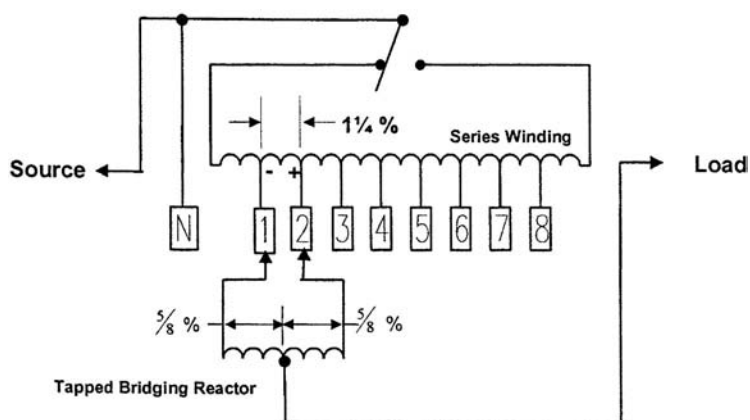 1¼ %
Series Winding
Source
Load
- +
N 1 2 3 4 5 6 7 8
⅝ % ⅝ %
Tapped Bridging Reactor